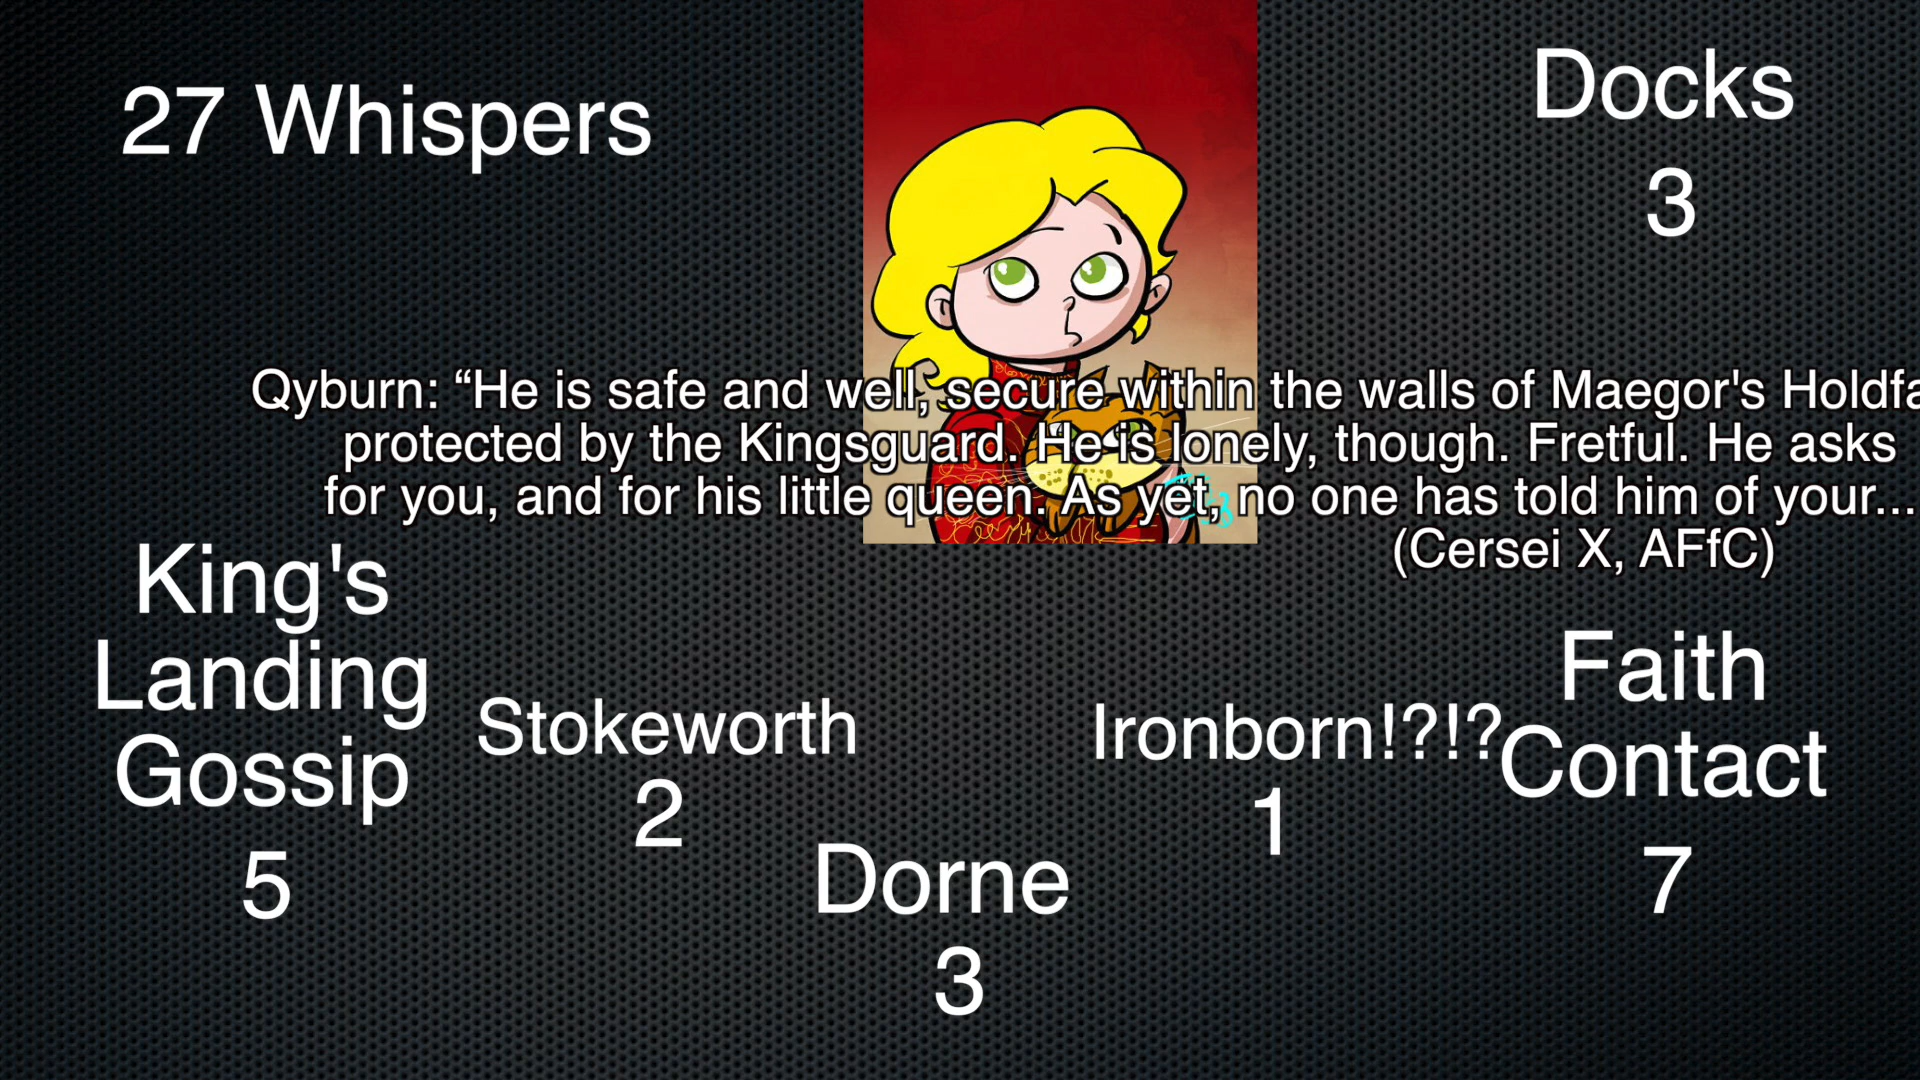 27 Whispers
Docks
3
Qyburn: “He is safe and well, secure within the walls of Maegor's
protected by the Kingsguard. He is lonely, though. Fretful. He asks
for you, and for his little queen. As yet, no one has told him of your...
(Cersei X, AFfC)
King's
Landing
Gossip
5
Stokeworth
2
Dorne
3
Ironborn!?!?
1
Faith
Contact
7